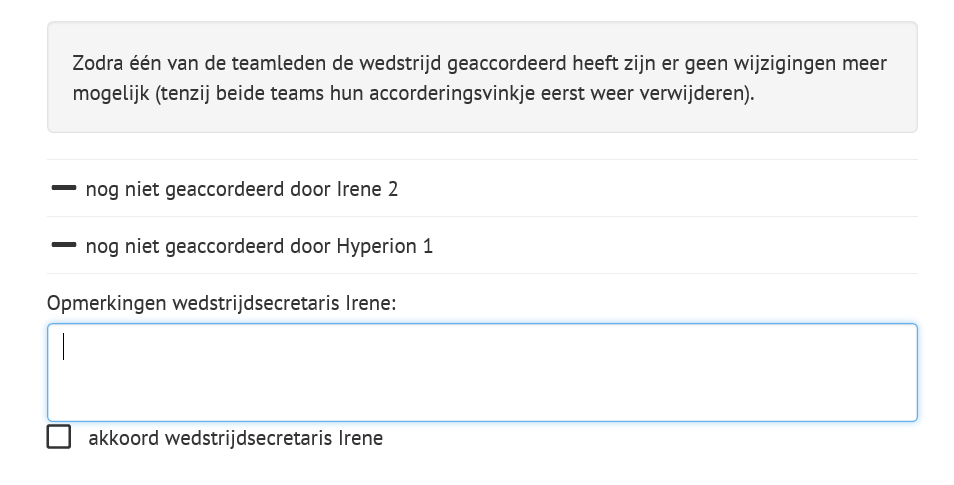 Zodra één van de teamleden de wedstrijd geaccordeerd heeft zijn er geen wijzigingen meer
mogelijk (tenzij beide teams hun accorderingsvinkje eerst weer verwijderen).
nog niet geaccordeerd door Irene 2
nog niet geaccordeerd door Hyperion 1
Opmerkingen wedstrijdsecretaris Irene:
akkoord wedstrijdsecretaris Irene